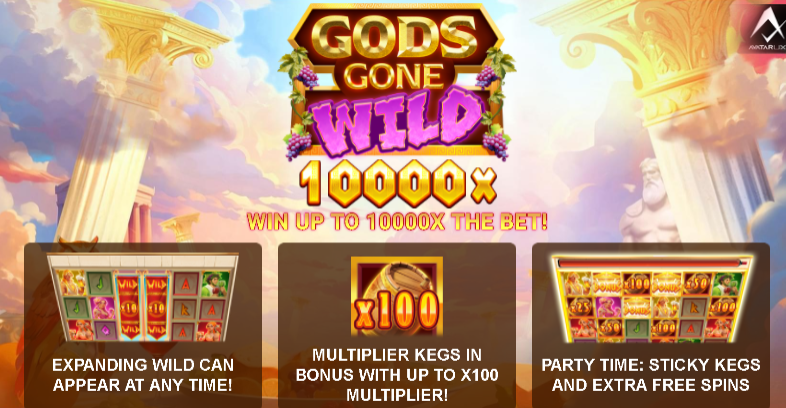 GODS
GONE
WILD
10000x
WIN UP TO 10000X THE BET!
EXPANDING WILD CAN
APPEAR AT ANY TIME!
x100
MULTIPLIER KEGS IN
BONUS WITH UP TO X100
MULTIPLIER!
PARTY TIME: STICKY KEGS
AND EXTRA FREE SPINS